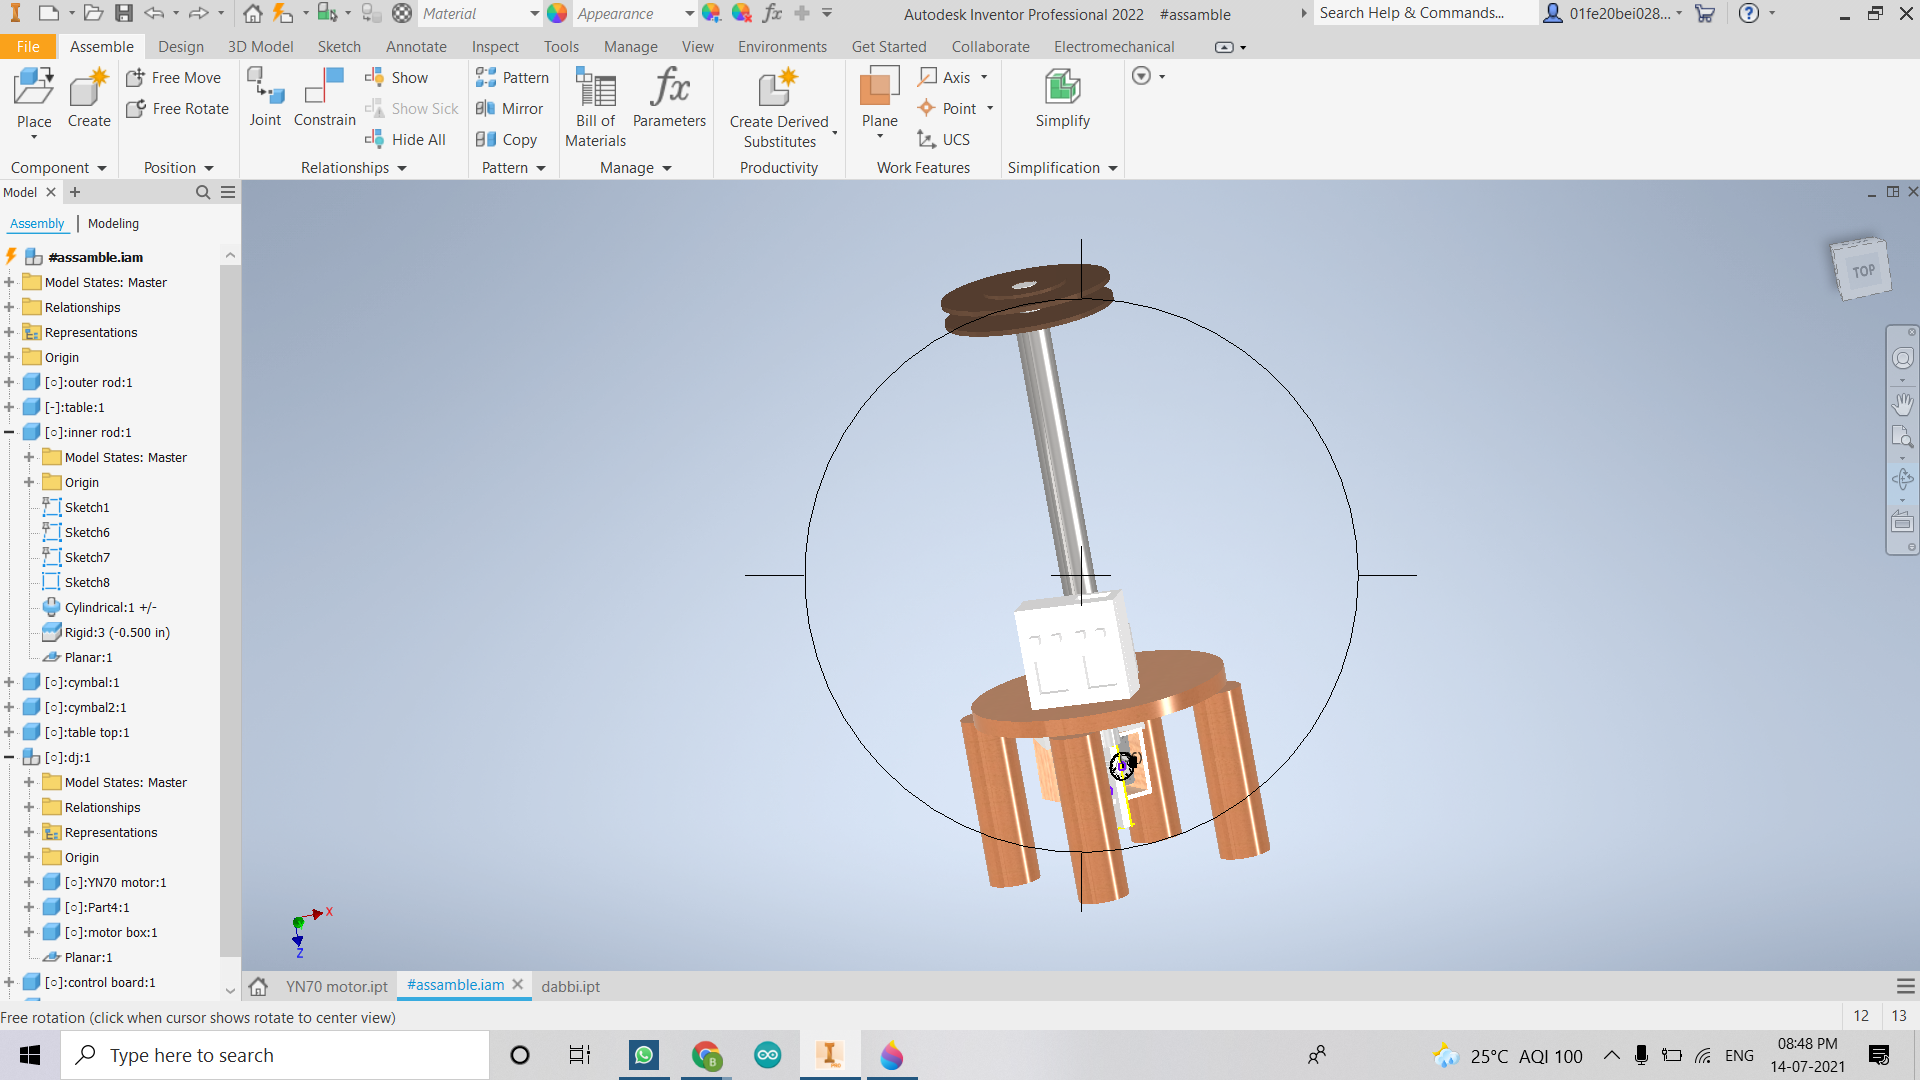 Material
Appearance
Autodesk Inventor Professional 2022 #assamble
Search Help & Commands...
01fe20bei028...
File Assemble Design 3D Model Sketch Annotate Inspect Tools Manage View Environments Get Started Collaborate Electromechanical
Place
Create
Free Move
Free Rotate
Joint
Constrain
Show
Show Sick
Hide All
Pattern
Mirror
Copy
Bill of
Materials
fx
Parameters
Create Derived
Substitutes
Plane
Axis
Point
UCS
Simplify
Component Position Relationships Pattern Manage Productivity Work Features Simplification
Model
Assembly | Modeling
#assamble.iam
Model States: Master
Relationships
Representations
Origin
[○]:outer rod:1
[-]:table:1
[○]:inner rod:1
Model States: Master
Origin
Sketch1
Sketch6
Sketch7
Sketch8
Cylindrical:1 +/-
Rigid:3 (-0.500 in)
Planar:1
[○]:cymbal:1
[○]:cymbal2:1
[○]:table top:1
[○]:dj:1
Model States: Master
Relationships
Representations
Origin
[○]:YN70 motor:1
[○]:Part4:1
[○]:motor box:1
Planar:1
[○]:control board:1
TOP
X
Z
YN70 motor.ipt #assamble.iam dabbi.ipt
Free rotation (click when cursor shows rotate to center view)
12 13
Type here to search
25°C AQI 100
ENG
08:48 PM
14-07-2021